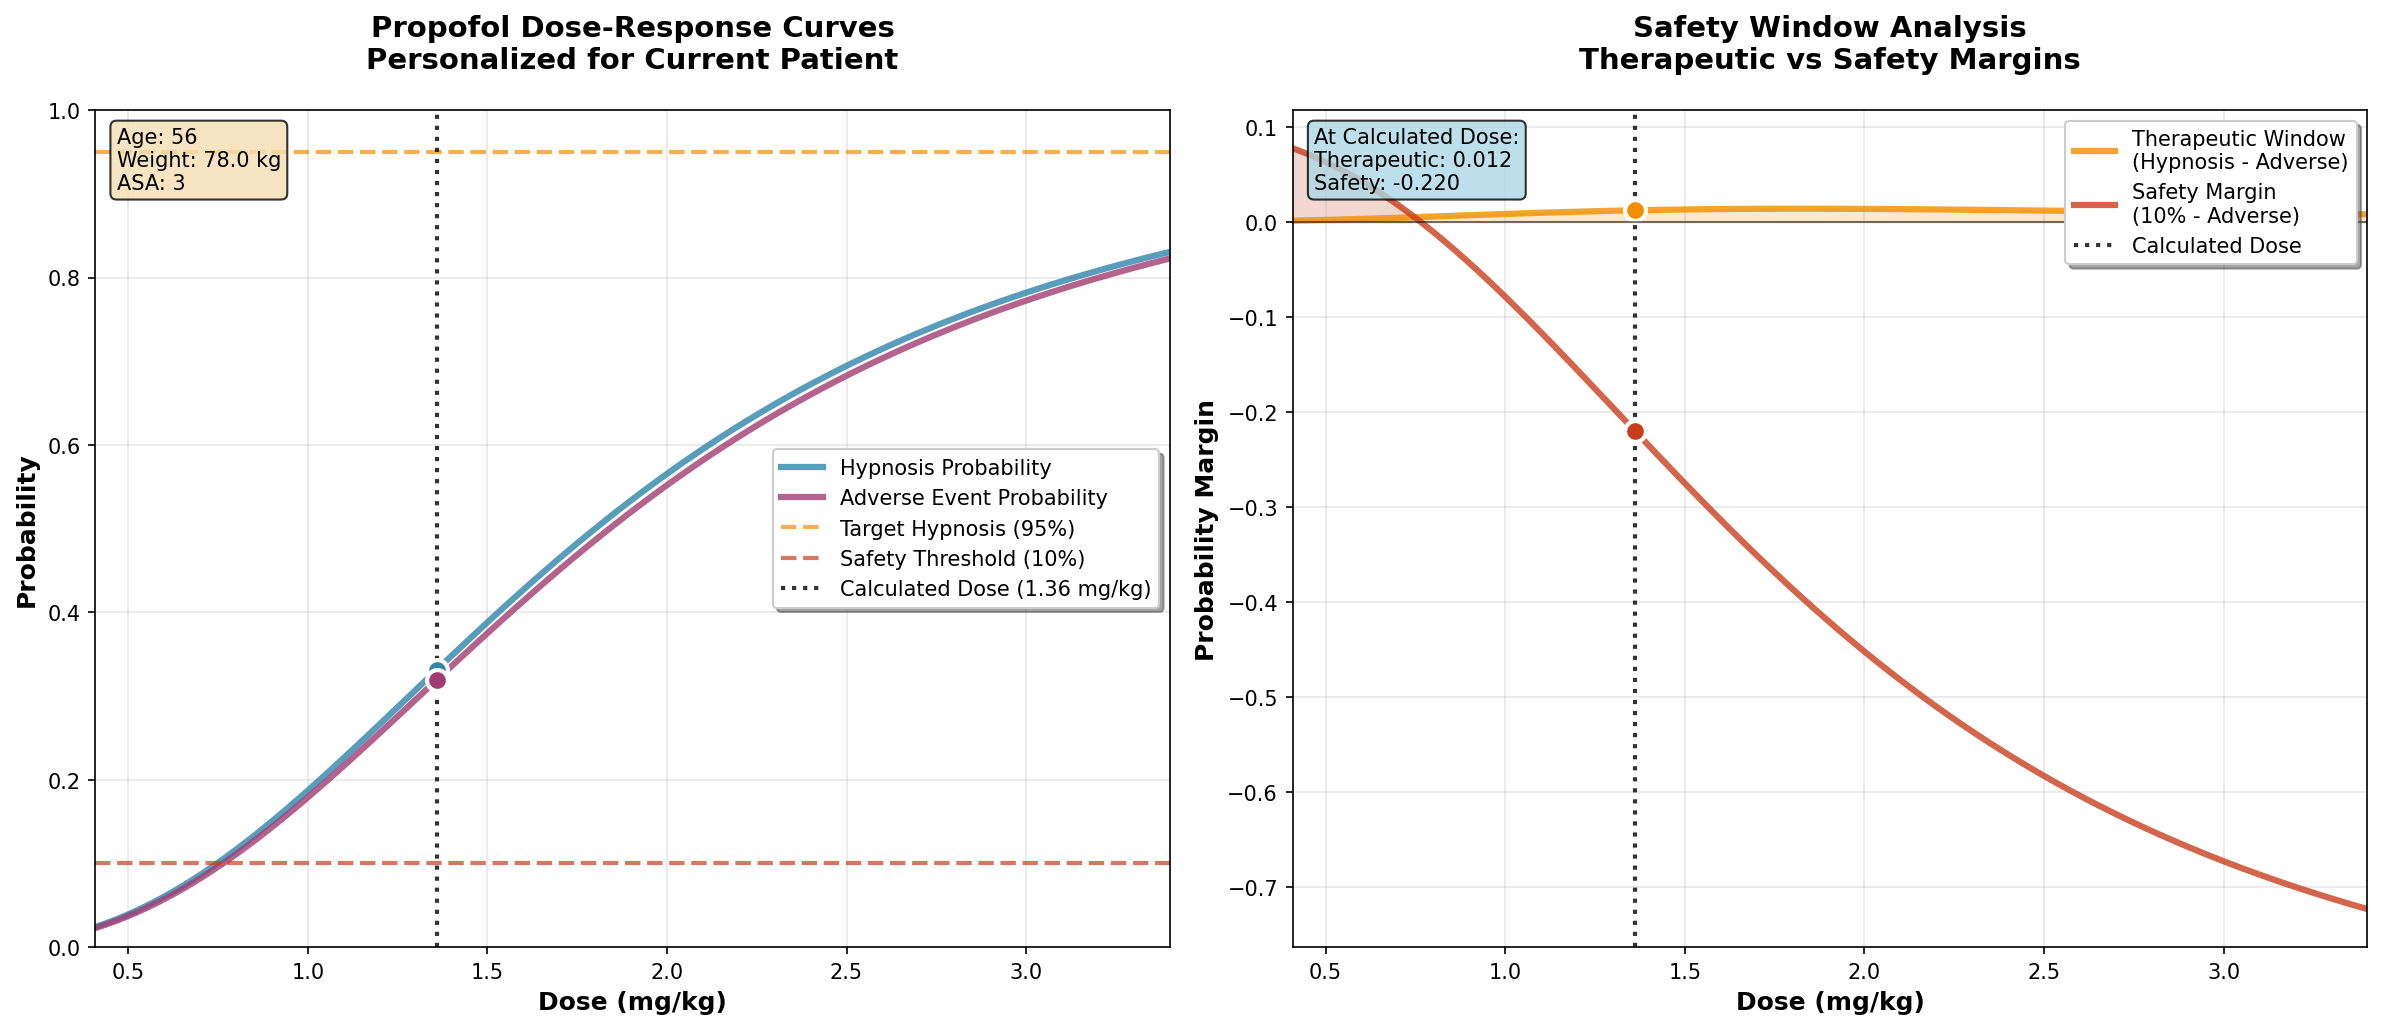 Propofol Dose-Response Curves
Personalized for Current Patient
Age: 56
Weight: 78.0 kg
ASA: 3
1.0
0.8
0.6
0.4
0.2
0.0
Probability
Hypnosis Probability
Adverse Event Probability
Target Hypnosis (95%)
Safety Threshold (10%)
Calculated Dose (1.36 mg/kg)
0.5 1.0 1.5 2.0 2.5 3.0
Dose (mg/kg)
Safety Window Analysis
Therapeutic vs Safety Margins
At Calculated Dose:
Therapeutic: 0.012
Safety: -0.220
Therapeutic Window
(Hypnosis - Adverse)
Safety Margin
(10% - Adverse)
Calculated Dose
0.1
0.0
−0.1
−0.2
−0.3
−0.4
−0.5
−0.6
−0.7
Probability Margin
0.5 1.0 1.5 2.0 2.5 3.0
Dose (mg/kg)